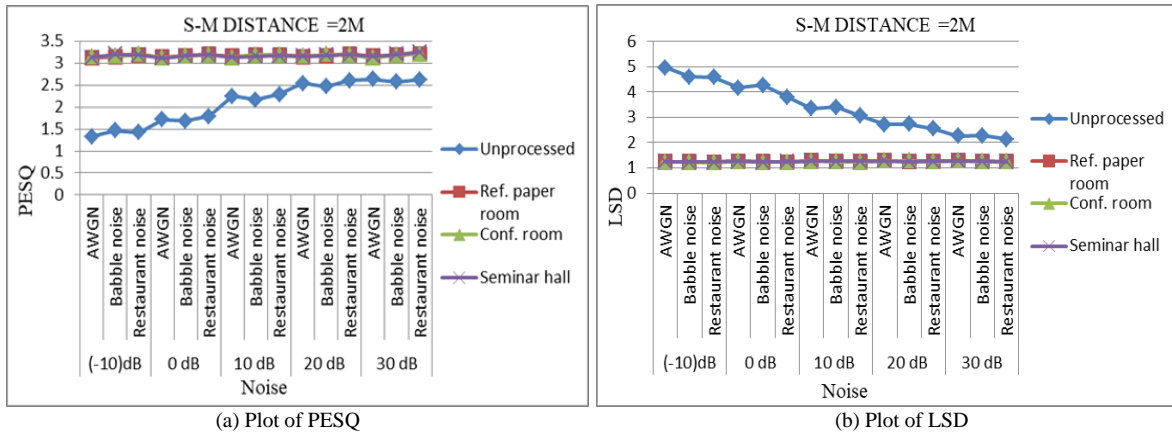 S-M DISTANCE =2M
PESQ
3.5
3
2.5
2
1.5
1
0.5
0
AWGN
Babble noise
Restaurant noise
AWGN
Babble noise
Restaurant noise
AWGN
Babble noise
Restaurant noise
AWGN
Babble noise
Restaurant noise
AWGN
Babble noise
Restaurant noise
(-10)dB
0 dB
10 dB
20 dB
30 dB
Noise
Unprocessed
Ref. paper
room
Conf. room
Seminar hall
(a) Plot of PESQ
S-M DISTANCE =2M
LSD
6
5
4
3
2
1
0
AWGN
Babble noise
Restaurant noise
AWGN
Babble noise
Restaurant noise
AWGN
Babble noise
Restaurant noise
AWGN
Babble noise
Restaurant noise
AWGN
Babble noise
Restaurant noise
(-10)dB
0 dB
10 dB
20 dB
30 dB
Noise
Unprocessed
Ref. paper
room
Conf. room
Seminar hall
(b) Plot of LSD